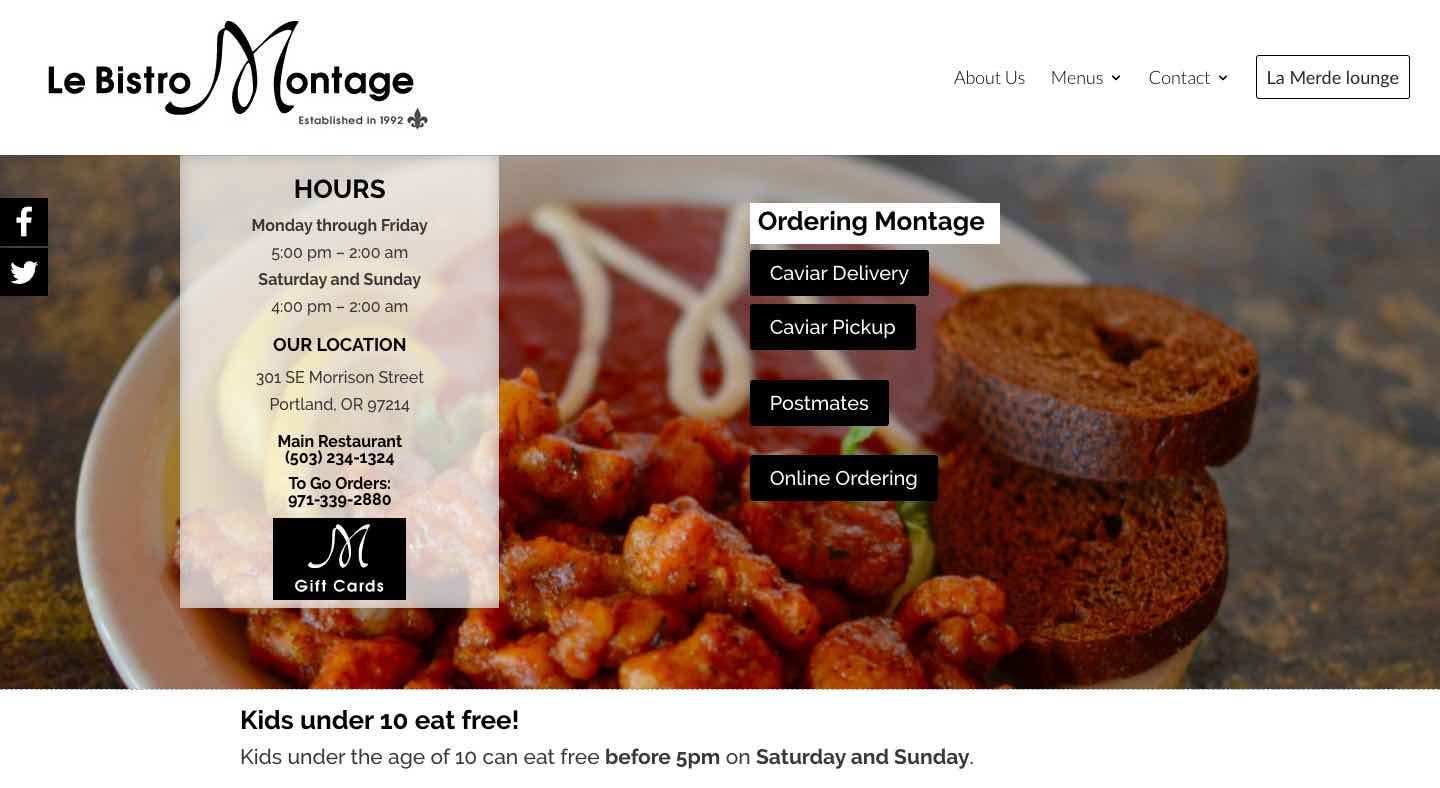 Le Bistro Montage
Established in 1992
About Us
Menus
Contact
La Merde lounge
HOURS
Monday through Friday
5:00 pm – 2:00 am
Saturday and Sunday
4:00 pm – 2:00 am
OUR LOCATION
301 SE Morrison Street
Portland, OR 97214
Main Restaurant
(503) 234-1324
To Go Orders:
971-339-2880
M
Gift Cards
Ordering Montage
Caviar Delivery
Caviar Pickup
Postmates
Online Ordering
Kids under 10 eat free!
Kids under the age of 10 can eat free before 5pm on Saturday and Sunday.